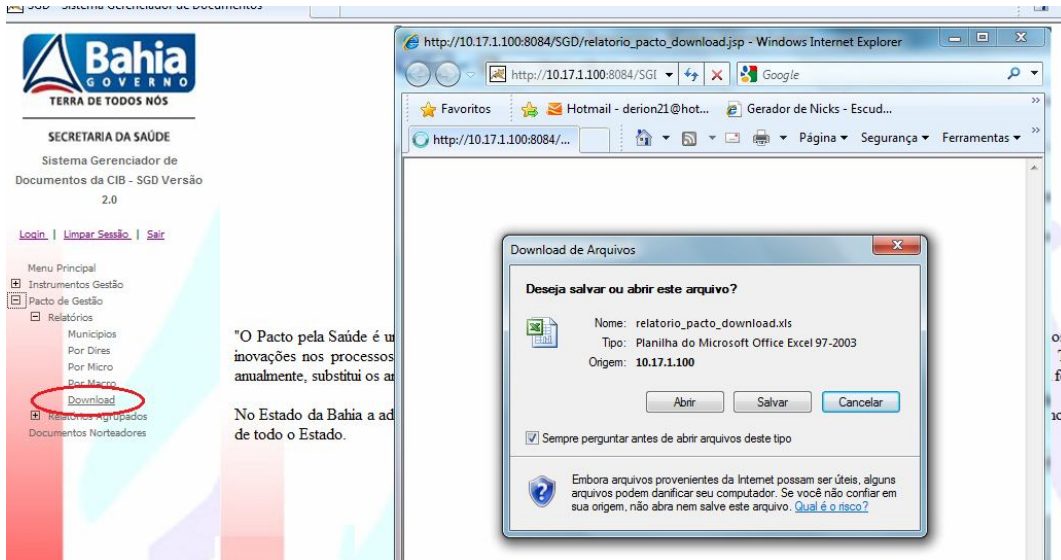 SGD - Sistema Gerenciador de Documentos
Bahia
GOVERNO
TERRA DE TODOS NÓS
SECRETARIA DA SAÚDE
Sistema Gerenciador de
Documentos da CIB - SGD Versão
2.0
Login | Limpar Sessão | Sair
Menu Principal
Instrumentos Gestão
Pacto de Gestão
Relatórios
Municipios
Por Dires
Por Micro
Por Macro
Download
Relatórios Agrupados
Documentos Norteadores
"O Pacto pela Saúde é
inovações nos processos
anualmente, substitui os
No Estado da Bahia a
de todo o Estado.
http://10.17.1.100:8084/SGD/relatorio_pacto_download.jsp - Windows Internet Explorer
http://10.17.1.100:8084/SGI
Google
Favoritos Hotmail - derion21@hot... Gerador de Nicks - Escud...
http://10.17.1.100:8084/... Página Segurança Ferramentas
Download de Arquivos
Deseja salvar ou abrir este arquivo?
Nome: relatorio_pacto_download.xls
Tipo: Planilha do Microsoft Office Excel 97-2003
Origem: 10.17.1.100
Abrir Salvar Cancelar
Sempre perguntar antes de abrir arquivos deste tipo
Embora arquivos provenientes da Internet possam ser úteis, alguns
arquivos podem danificar seu computador. Se você não confiar em
sua origem, não abra nem salve este arquivo. Qual é o risco?